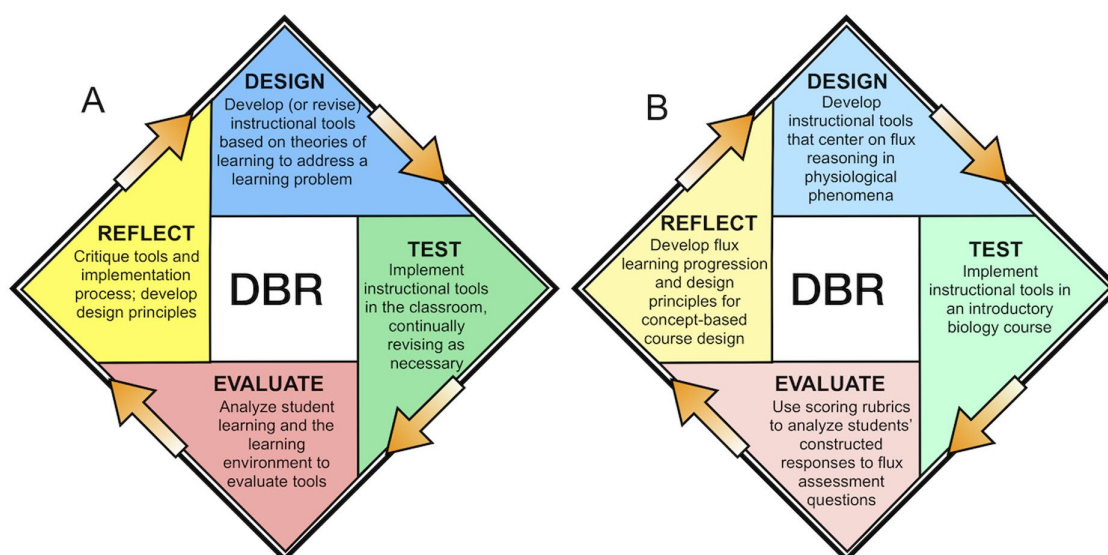 A
DESIGN
Develop (or revise)
instructional tools
based on theories of
learning to address a
learning problem
REFLECT
Critique tools and
implementation
process; develop
design principles
DBR
TEST
Implement
instructional tools
in the classroom,
continually
revising as
necessary
EVALUATE
Analyze student
learning and the
learning
environment to
evaluate tools
B
DESIGN
Develop
instructional tools
that center on flux
reasoning in
physiological
phenomena
REFLECT
Develop flux
learning progression
and design
principles for
concept-based
course design
DBR
TEST
Implement
instructional tools in
an introductory
biology course
EVALUATE
Use scoring rubrics
to analyze students’
constructed
responses to flux
assessment
questions